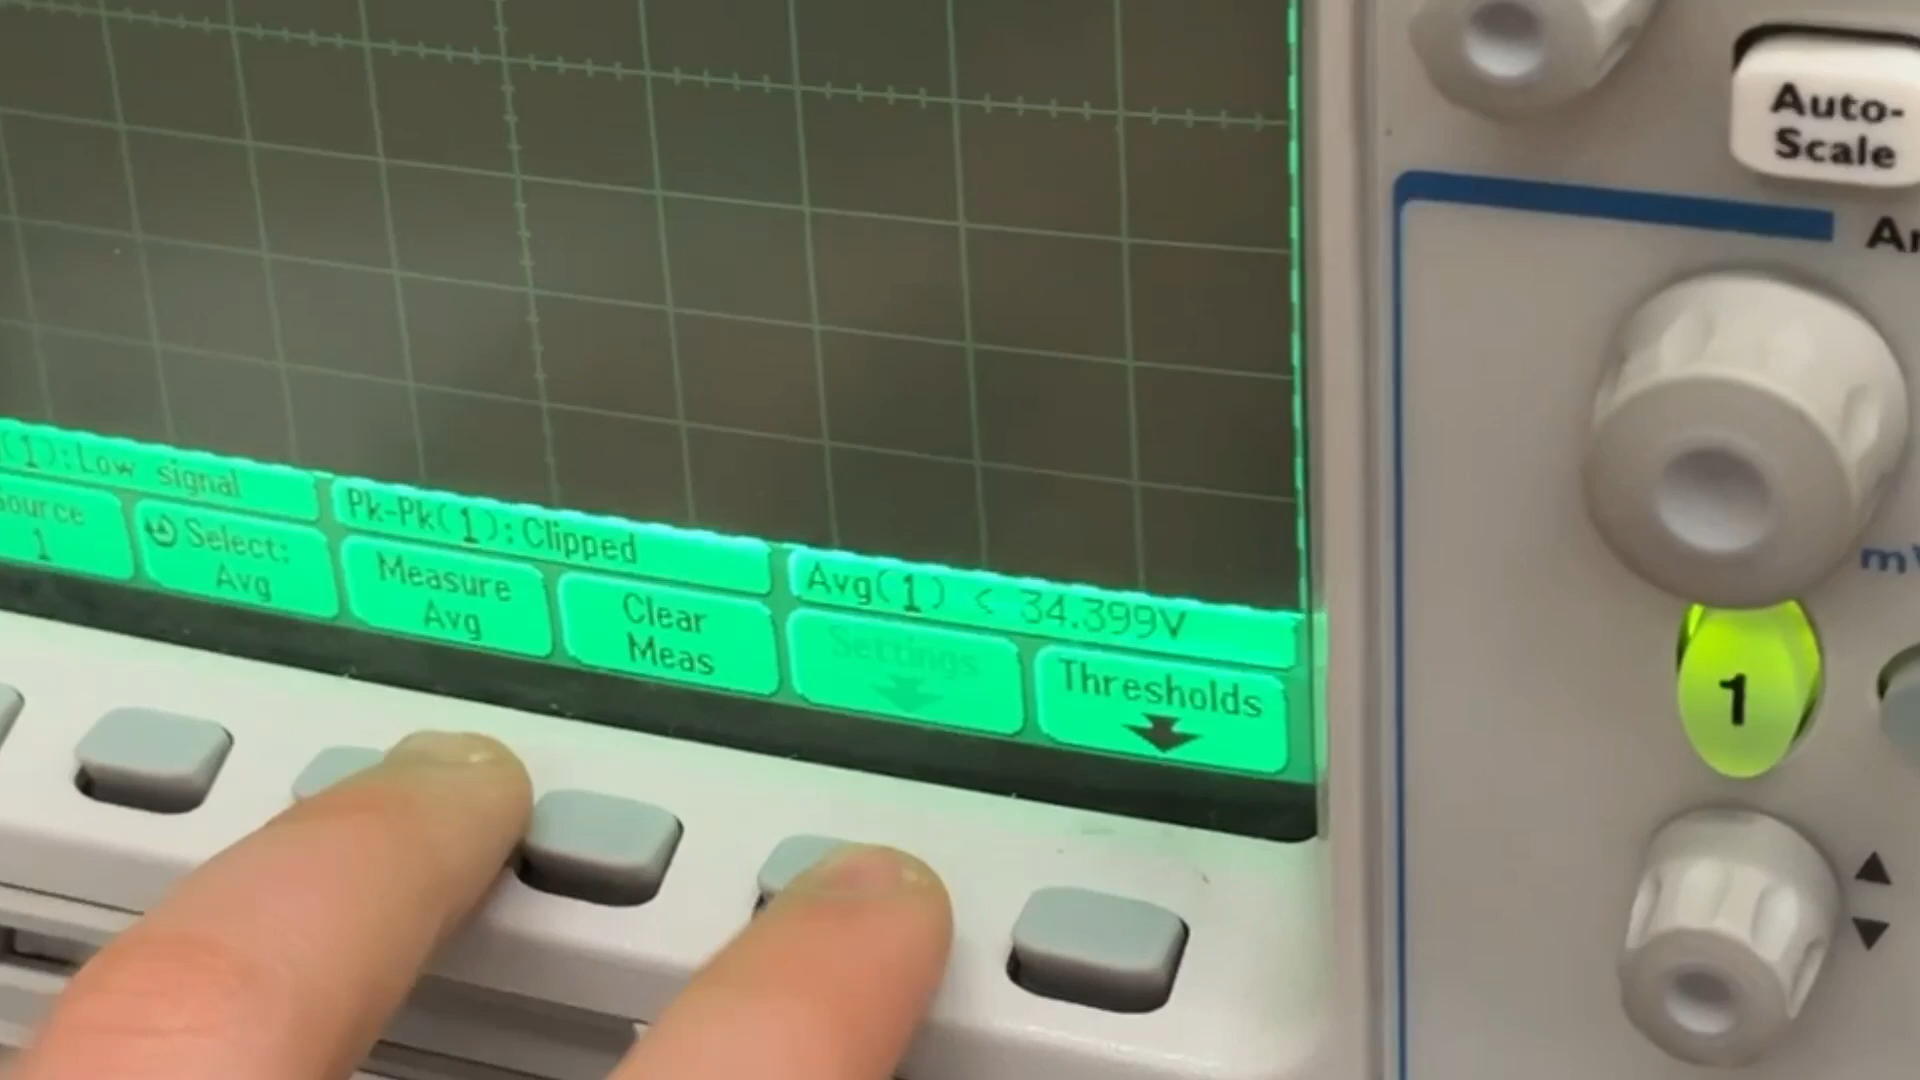 Auto-
Scale
(1):Low signal
Pk-Pk(1):Clipped
Avg(1) < 34.399V
Source
1
Select:
Avg
Measure
Avg
Clear
Meas
Settings
Thresholds
1